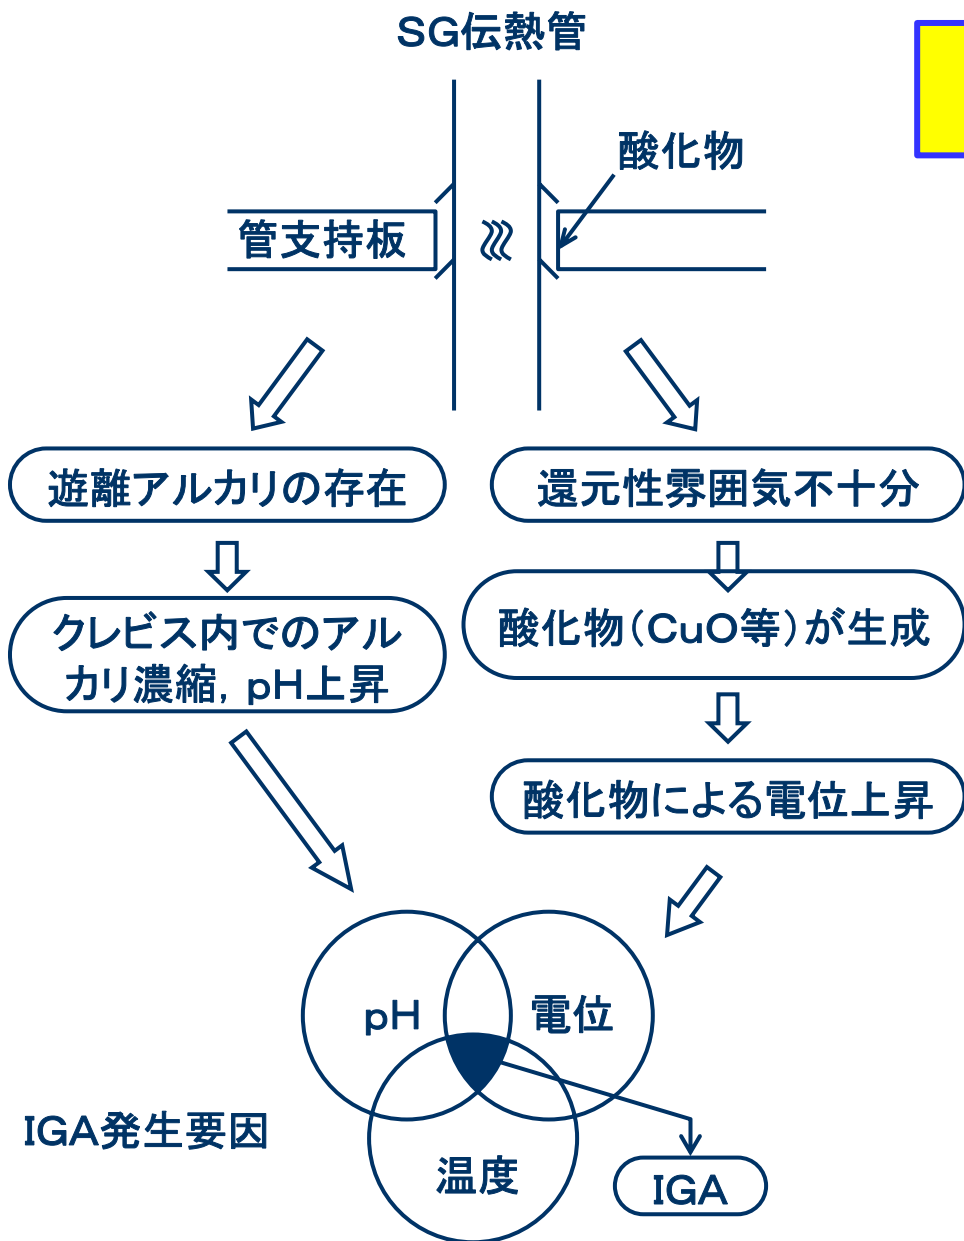 SG伝熱管
酸化物
管支持板
遊離アルカリの存在
還元性雰囲気不十分
クレビス内でのアル
カリ濃縮，pH上昇
酸化物（CuO等）が生成
酸化物による電位上昇
pH
電位
温度
IGA発生要因
IGA